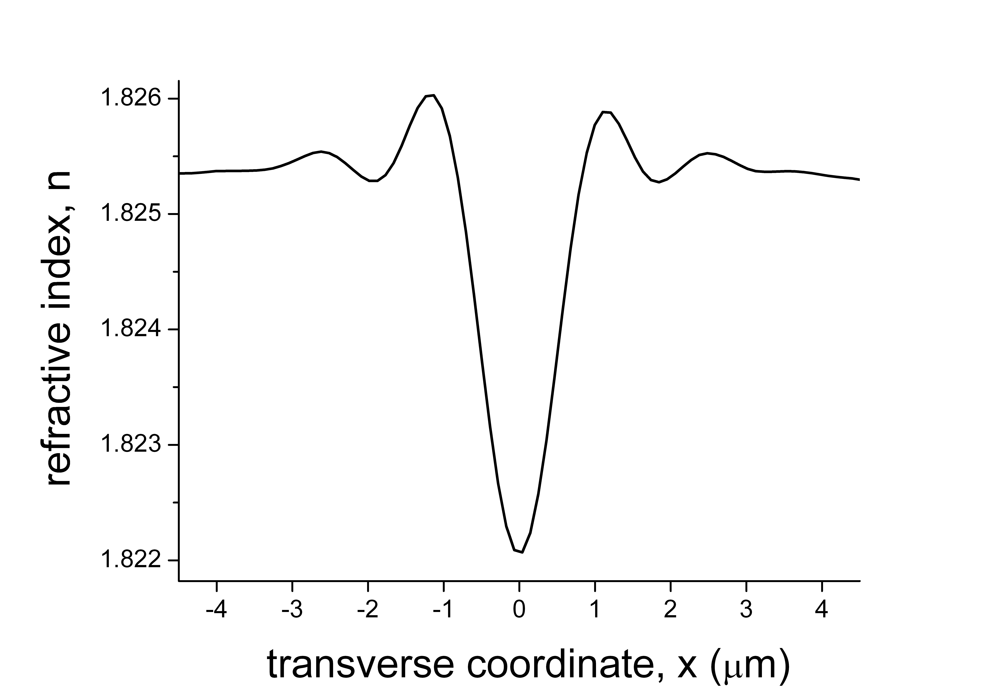 refractive index, n
1.826
1.825
1.824
1.823
1.822
-4 -3 -2 -1 0 1 2 3 4
transverse coordinate, x (μm)